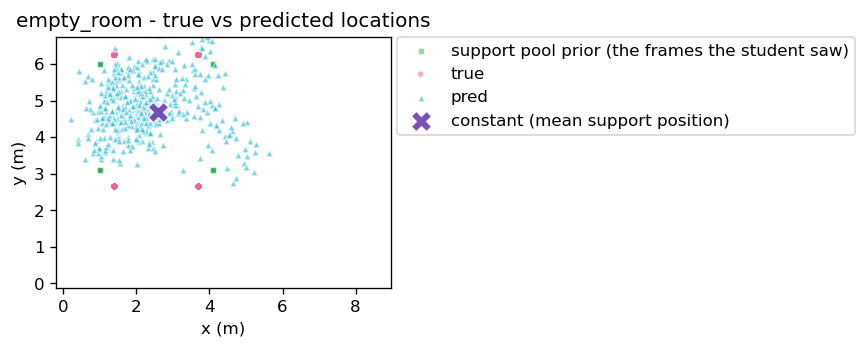 empty_room - true vs predicted locations
support pool prior (the frames the student saw)
true
pred
constant (mean support position)
y (m)
6
5
4
3
2
1
0
0 2 4 6 8
x (m)